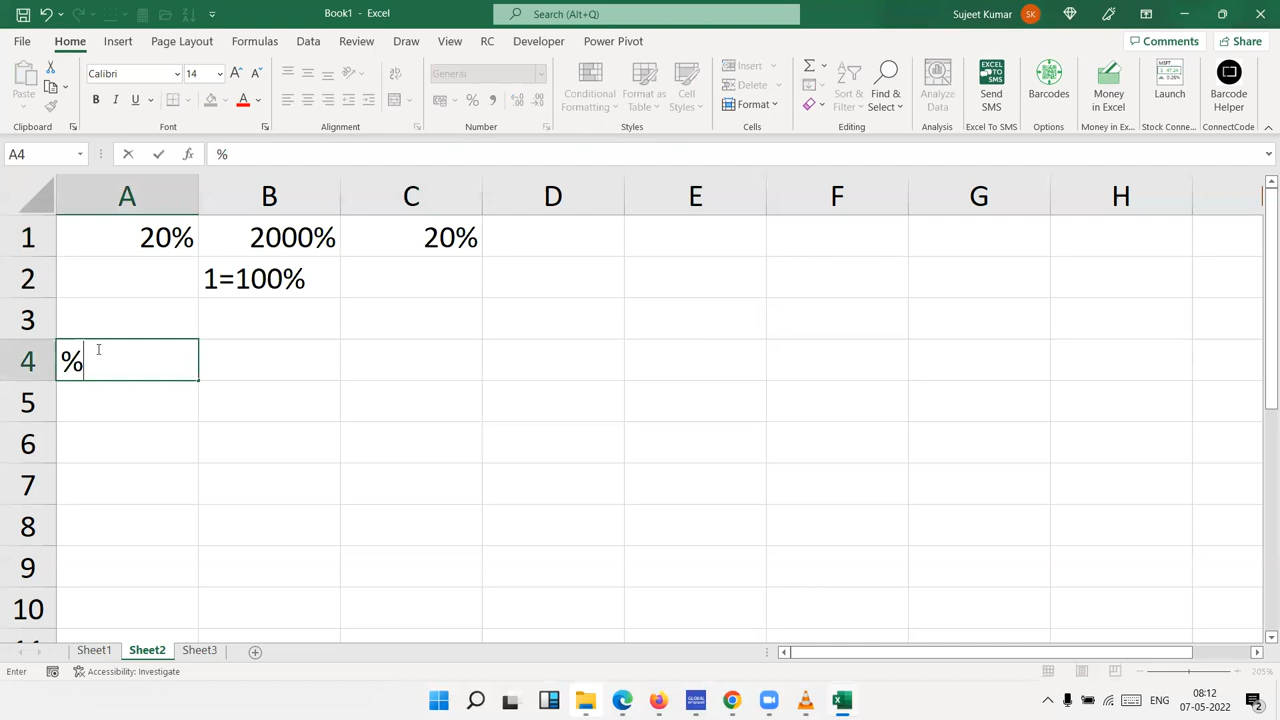 Book1 - Excel
Search (Alt+Q)
Sujeet Kumar
SK
File Home Insert Page Layout Formulas Data Review View Draw RC Developer Power Pivot
Comments
Share
Paste
Calibri
14
General
Conditional Formatting
Format as Table
Cell Styles
Insert
Delete
Format
Sort & Filter
Find & Select
Analyze Data
Send SMS
Barcodes
Money in Excel
Launch
Barcode Helper
Clipboard
Font
Alignment
Number
Styles
Cells
Editing
Analysis
Excel To SMS
Options
Money in Ex...
Stock Conne...
ConnectCode
A4
%
A B C D E F G H
1 20% 2000% 20%
2 1=100%
3
4 %
5
6
7
8
9
10
Sheet1 Sheet2 Sheet3
Enter
Accessibility: Investigate
205%
ENG
08:12
07-05-2022
2